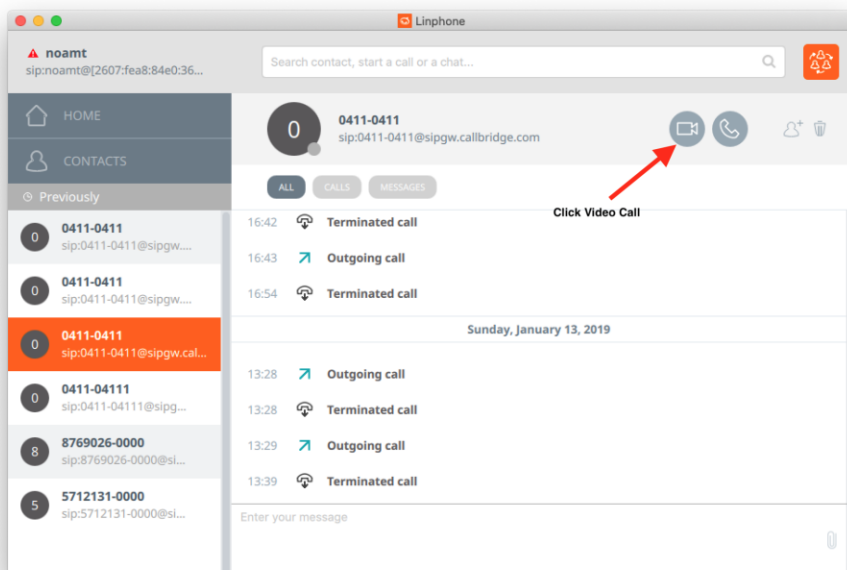 Linphone
noamt
sip:noamt@[2607:fea8:84e0:36...
Search contact, start a call or a chat...
HOME
CONTACTS
Previously
0 0411-0411
sip:0411-0411@sipgw....
0 0411-0411
sip:0411-0411@sipgw....
0 0411-0411
sip:0411-0411@sipgw.cal...
0 0411-04111
sip:0411-04111@sipg...
8 8769026-0000
sip:8769026-0000@si...
5 5712131-0000
sip:5712131-0000@si...
0 0411-0411
sip:0411-0411@sipgw.callbridge.com
ALL CALLS MESSAGES
Click Video Call
16:42 Terminated call
16:43 Outgoing call
16:54 Terminated call
Sunday, January 13, 2019
13:28 Outgoing call
13:28 Terminated call
13:29 Outgoing call
13:39 Terminated call
Enter your message